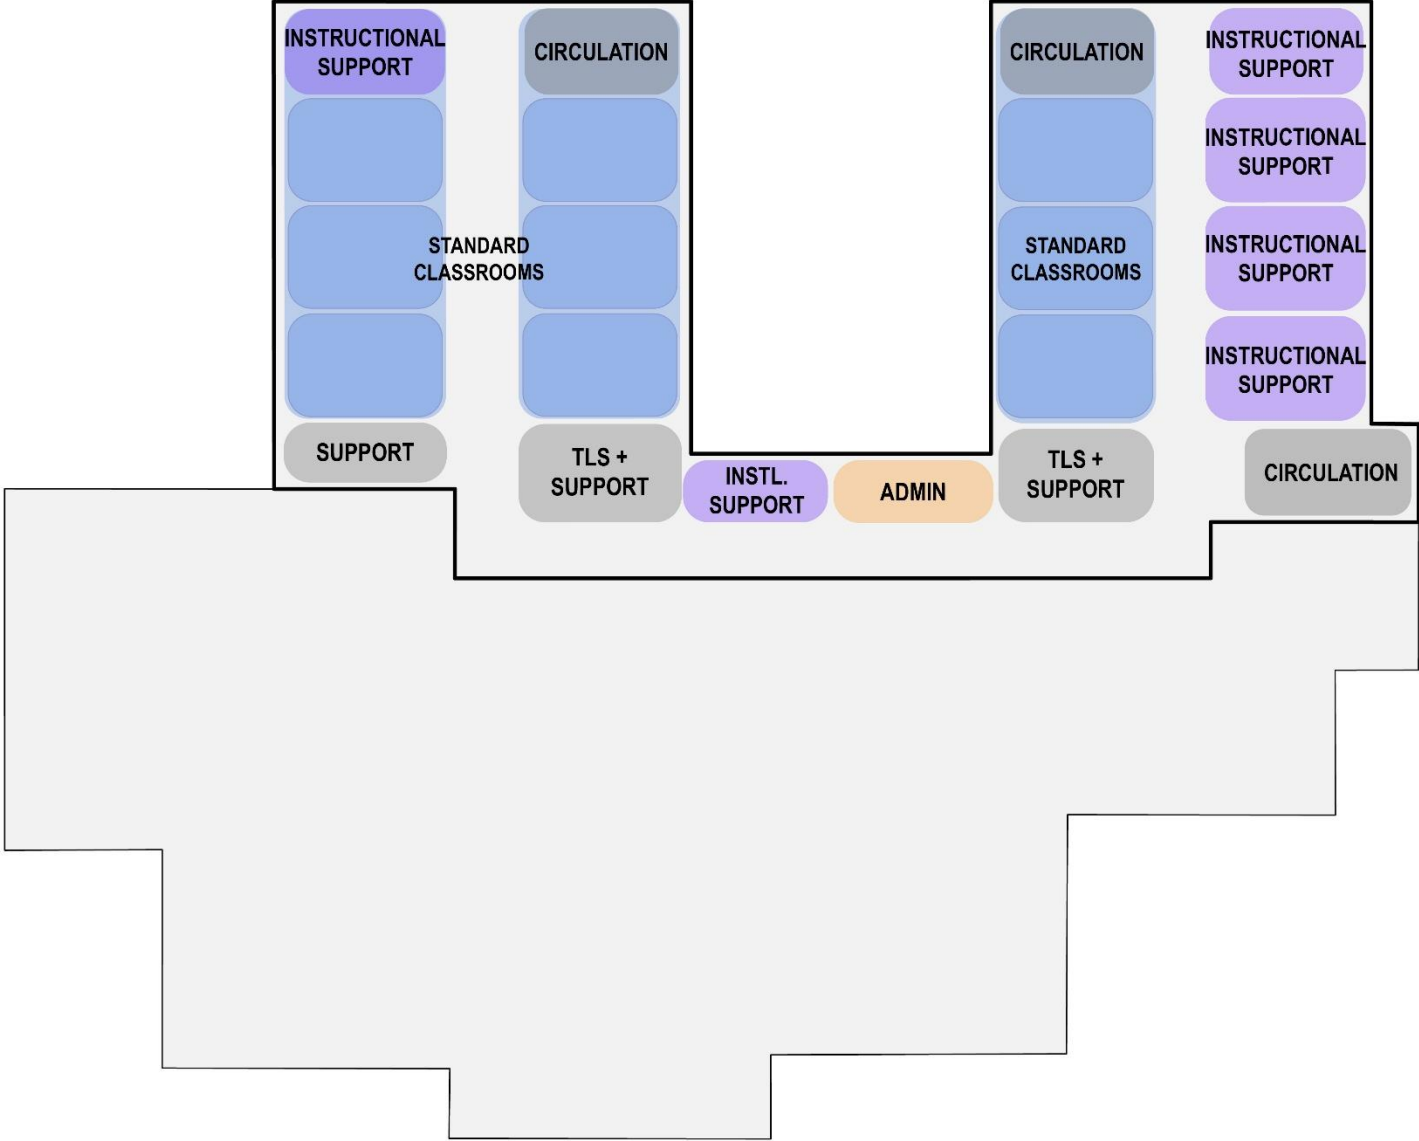 INSTRUCTIONAL
SUPPORT
CIRCULATION
CIRCULATION
INSTRUCTIONAL
SUPPORT
INSTRUCTIONAL
SUPPORT
STANDARD
CLASSROOMS
STANDARD
CLASSROOMS
INSTRUCTIONAL
SUPPORT
INSTRUCTIONAL
SUPPORT
SUPPORT
TLS +
SUPPORT
INSTL.
SUPPORT
ADMIN
TLS +
SUPPORT
CIRCULATION